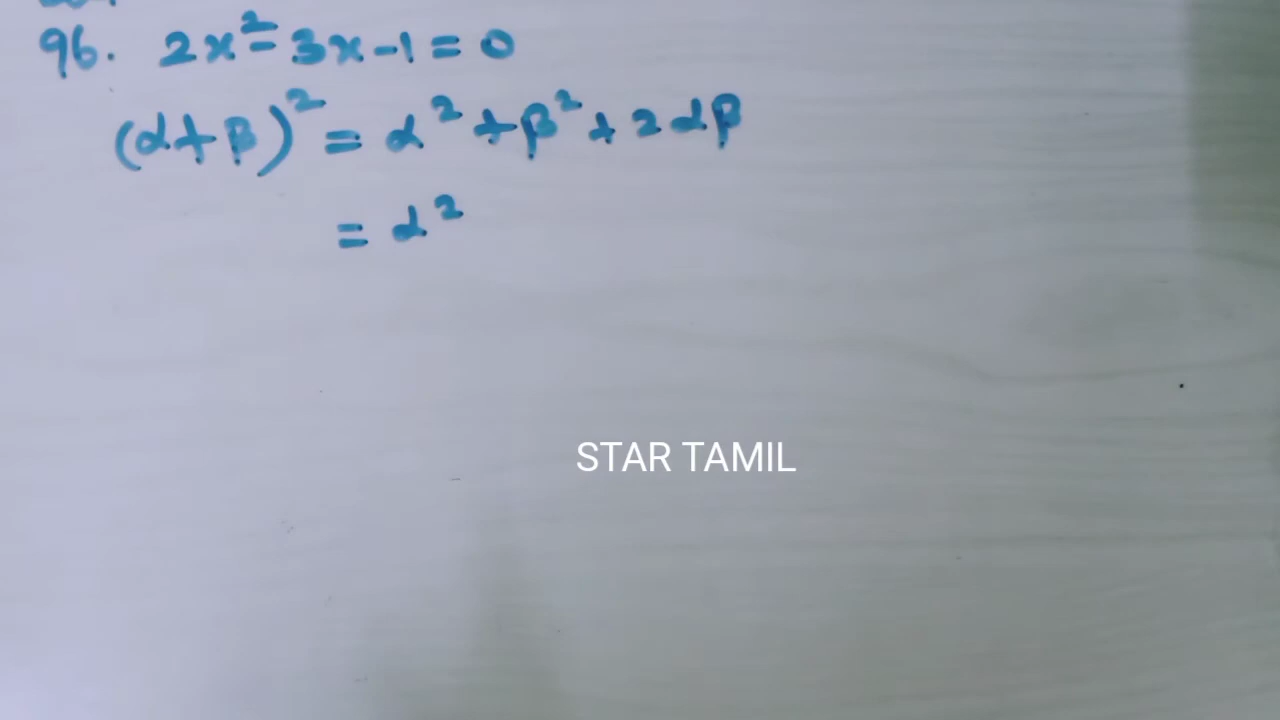 96. 2x² - 3x - 1 = 0
(α + β)² = α² + β² + 2αβ
= α²
STAR TAMIL